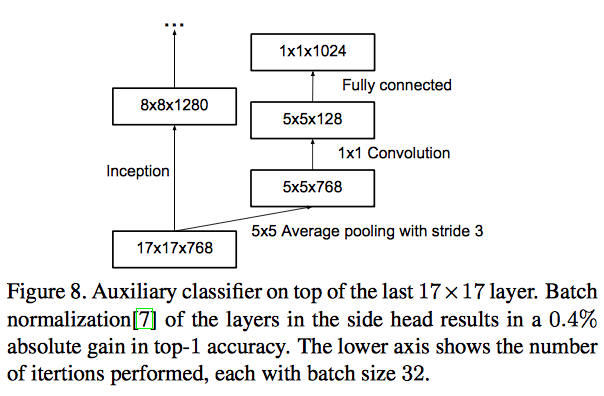 ...
1x1x1024
Fully connected
8x8x1280
5x5x128
1x1 Convolution
Inception
5x5x768
5x5 Average pooling with stride 3
17x17x768
Figure 8. Auxiliary classifier on top of the last 17×17 layer. Batch
normalization[7] of the layers in the side head results in a 0.4%
absolute gain in top-1 accuracy. The lower axis shows the number
of itertions performed, each with batch size 32.